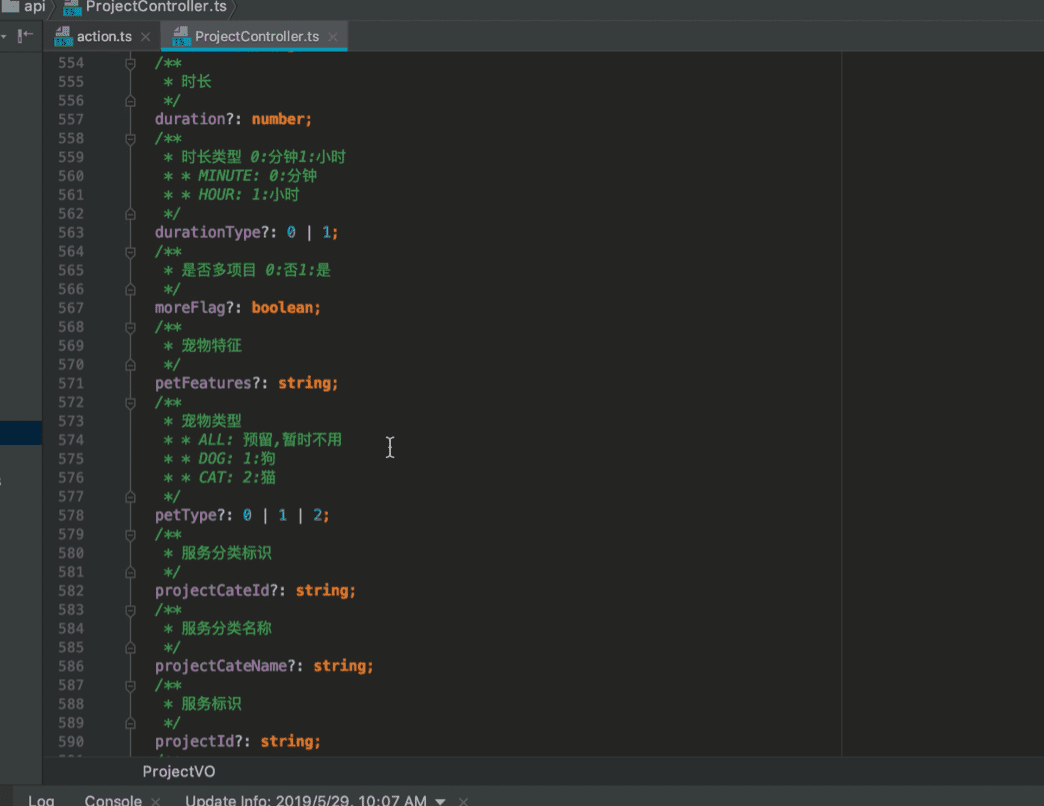 api ProjectController.ts
action.ts ProjectController.ts
554 /**
555 * 时长
556 */
557 duration?: number;
558 /**
559 * 时长类型 0:分钟1:小时
560 * * MINUTE: 0:分钟
561 * * HOUR: 1:小时
562 */
563 durationType?: 0 | 1;
564 /**
565 * 是否多项目 0:否1:是
566 */
567 moreFlag?: boolean;
568 /**
569 * 宠物特征
570 */
571 petFeatures?: string;
572 /**
573 * 宠物类型
574 * * ALL: 预留,暂时不用
575 * * DOG: 1:狗
576 * * CAT: 2:猫
577 */
578 petType?: 0 | 1 | 2;
579 /**
580 * 服务分类标识
581 */
582 projectCateId?: string;
583 /**
584 * 服务分类名称
585 */
586 projectCateName?: string;
587 /**
588 * 服务标识
589 */
590 projectId?: string;
ProjectVO
Log Console Update Info: 2019/5/29, 10:07 AM